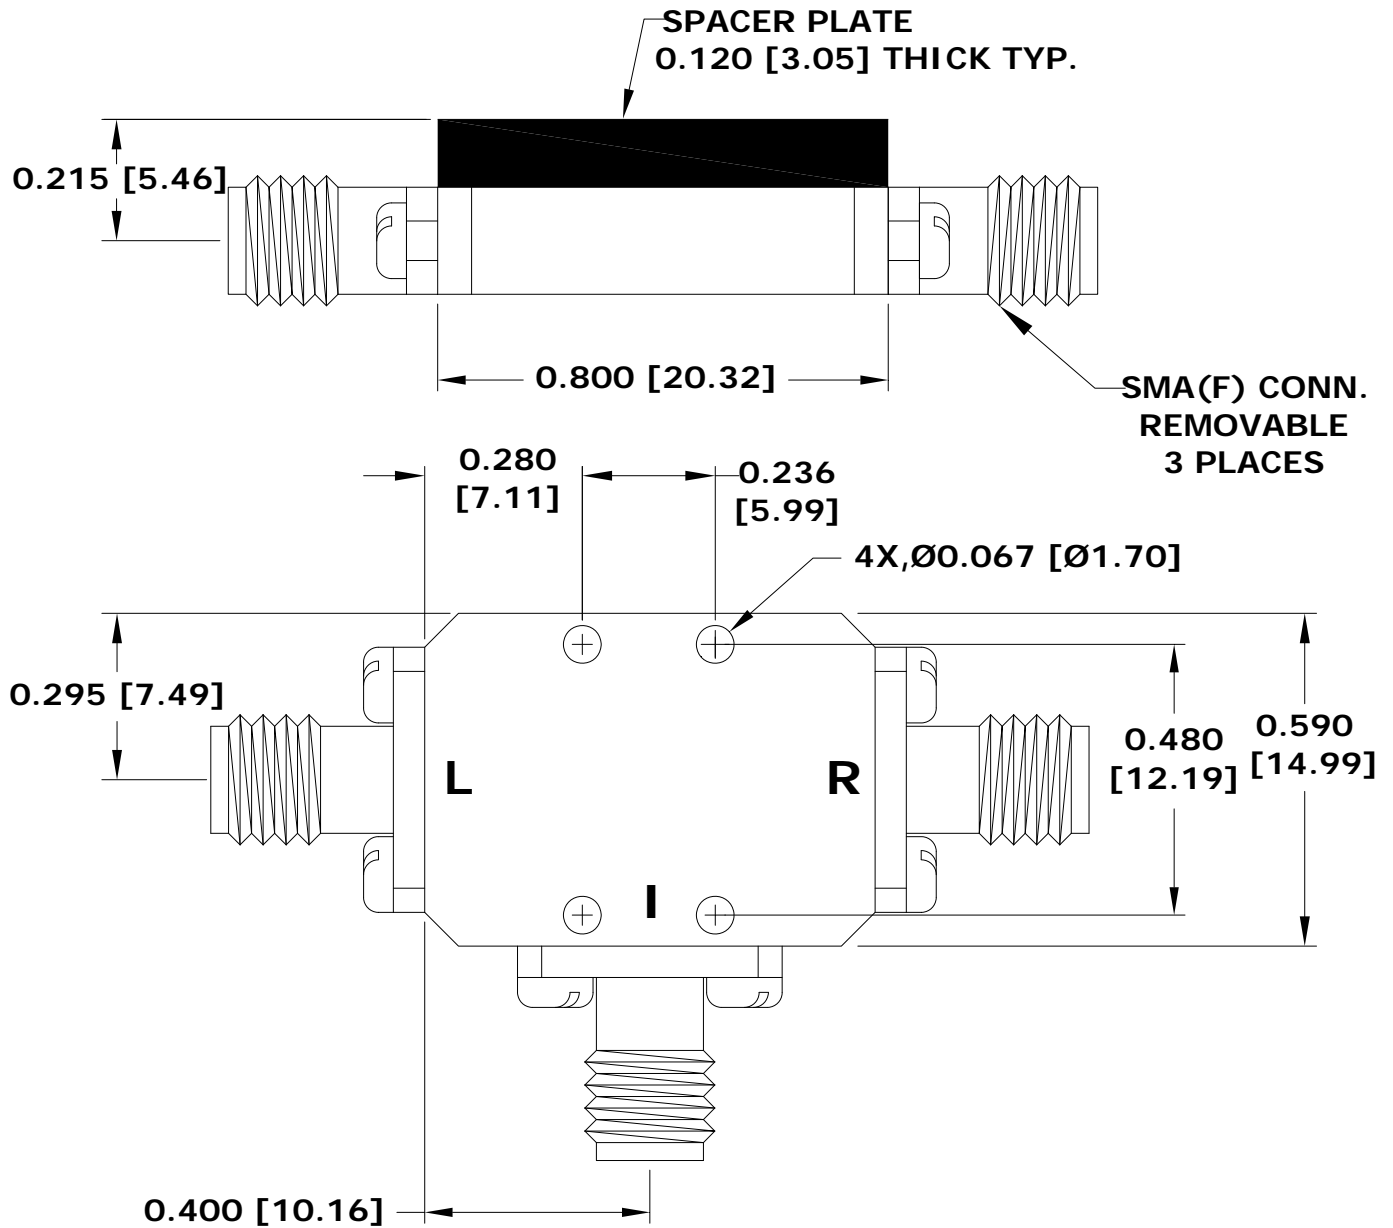 SPACER PLATE
0.120 [3.05] THICK TYP.
0.215 [5.46]
0.800 [20.32]
SMA(F) CONN.
REMOVABLE
3 PLACES
0.280
[7.11]
0.236
[5.99]
4X,Ø0.067 [Ø1.70]
0.295 [7.49]
L
R
0.480
[12.19]
0.590
[14.99]
I
0.400 [10.16]